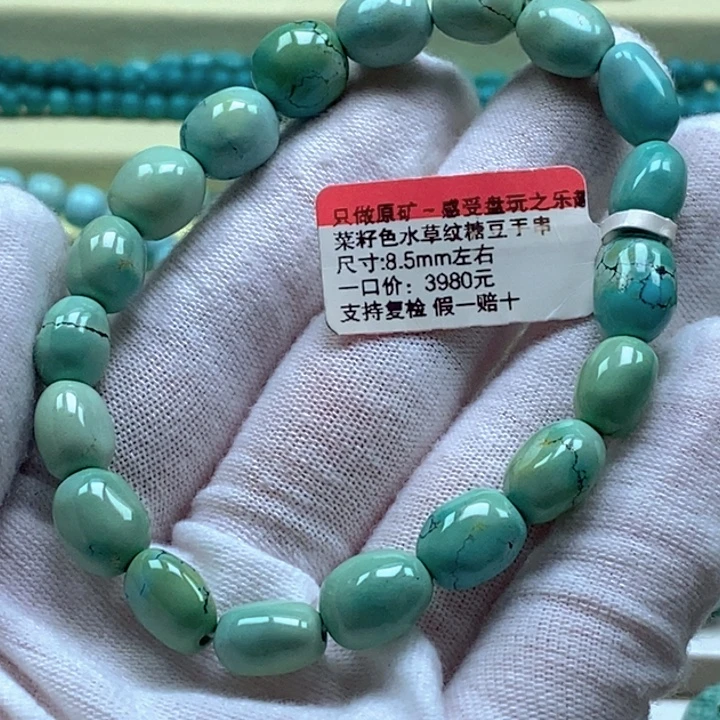 只做原矿~感受盘玩之乐趣
菜籽色水草纹糖豆手串
尺寸:8.5mm左右
一口价：3980元
支持复检 假一赔十